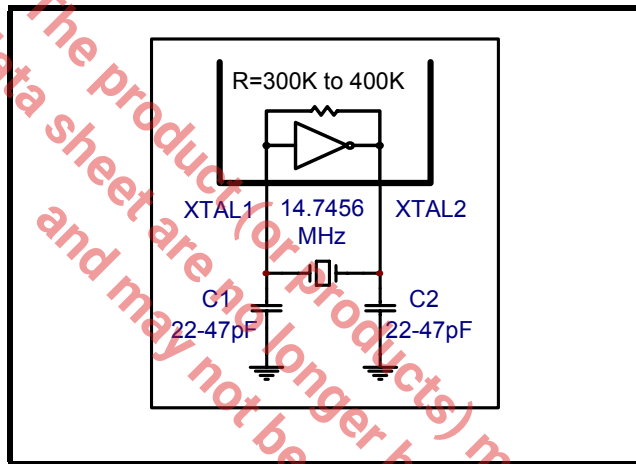 The product (or products) m
ata sheet are no longer b
and may not be
R=300K to 400K
XTAL1
14.7456
MHz
XTAL2
C1
22-47pF
C2
22-47pF